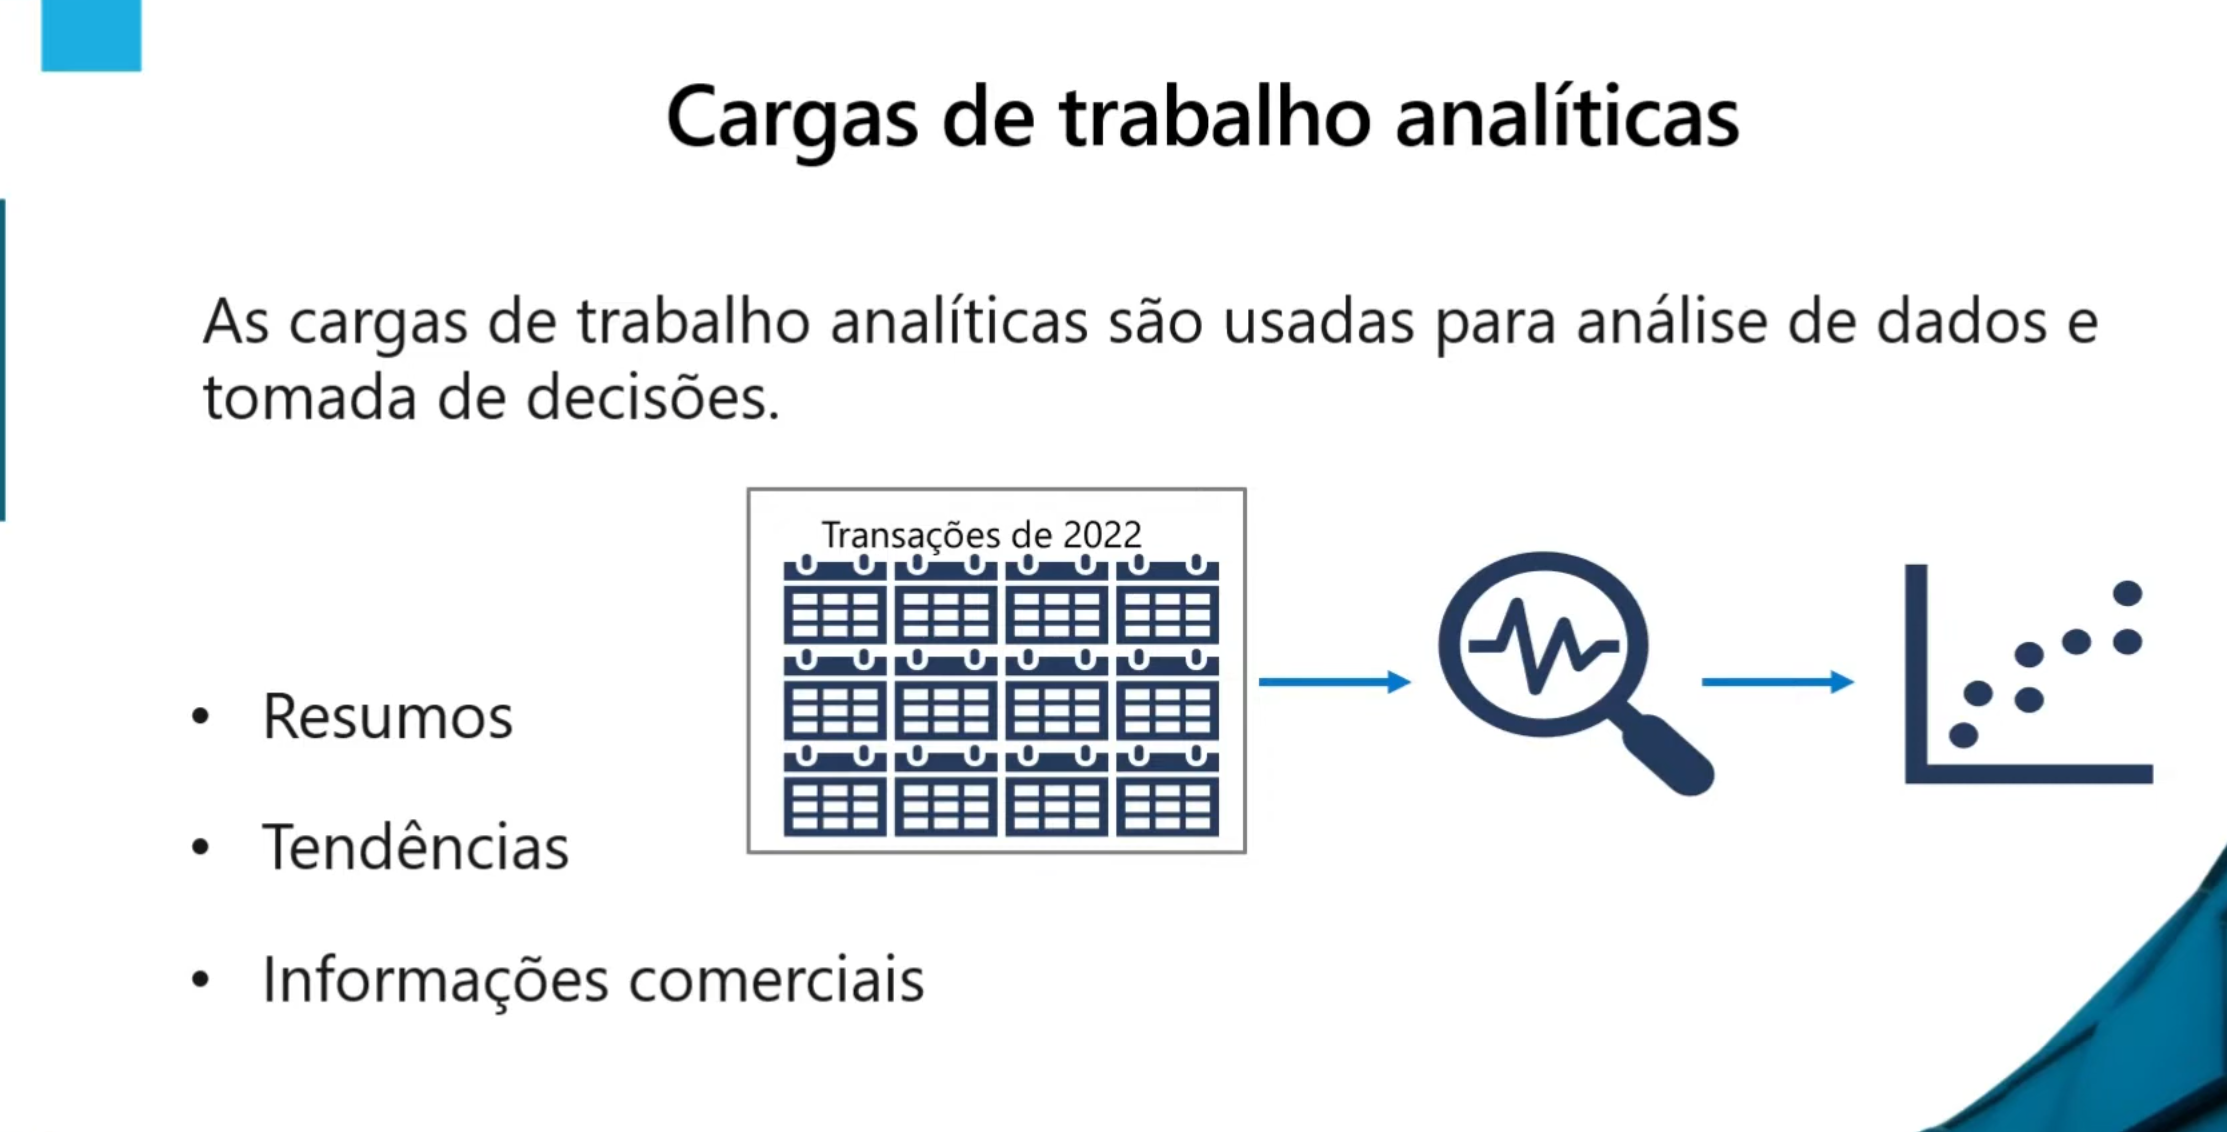 Cargas de trabalho analíticas
As cargas de trabalho analíticas são usadas para análise de dados e
tomada de decisões.
Transações de 2022
• Resumos
• Tendências
• Informações comerciais